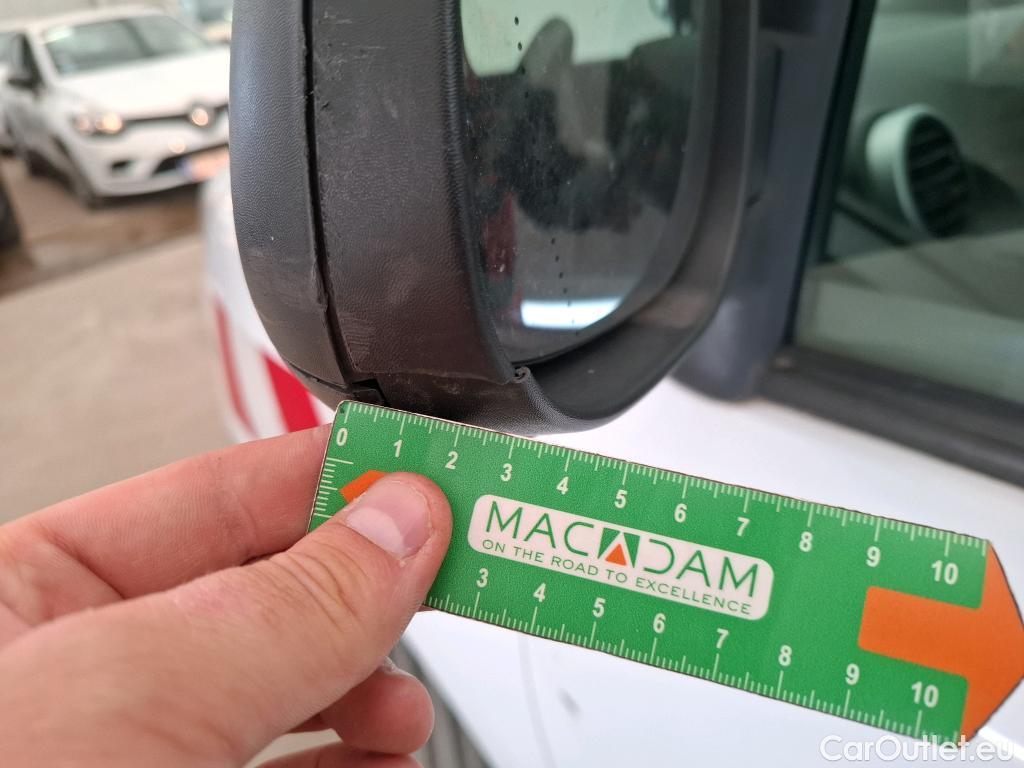 0 1 2 3 4 5 6 7 8 9 10
MACADAM
ON THE ROAD TO EXCELLENCE
3 4 5 6 7 8 9 10
CarOutlet.eu